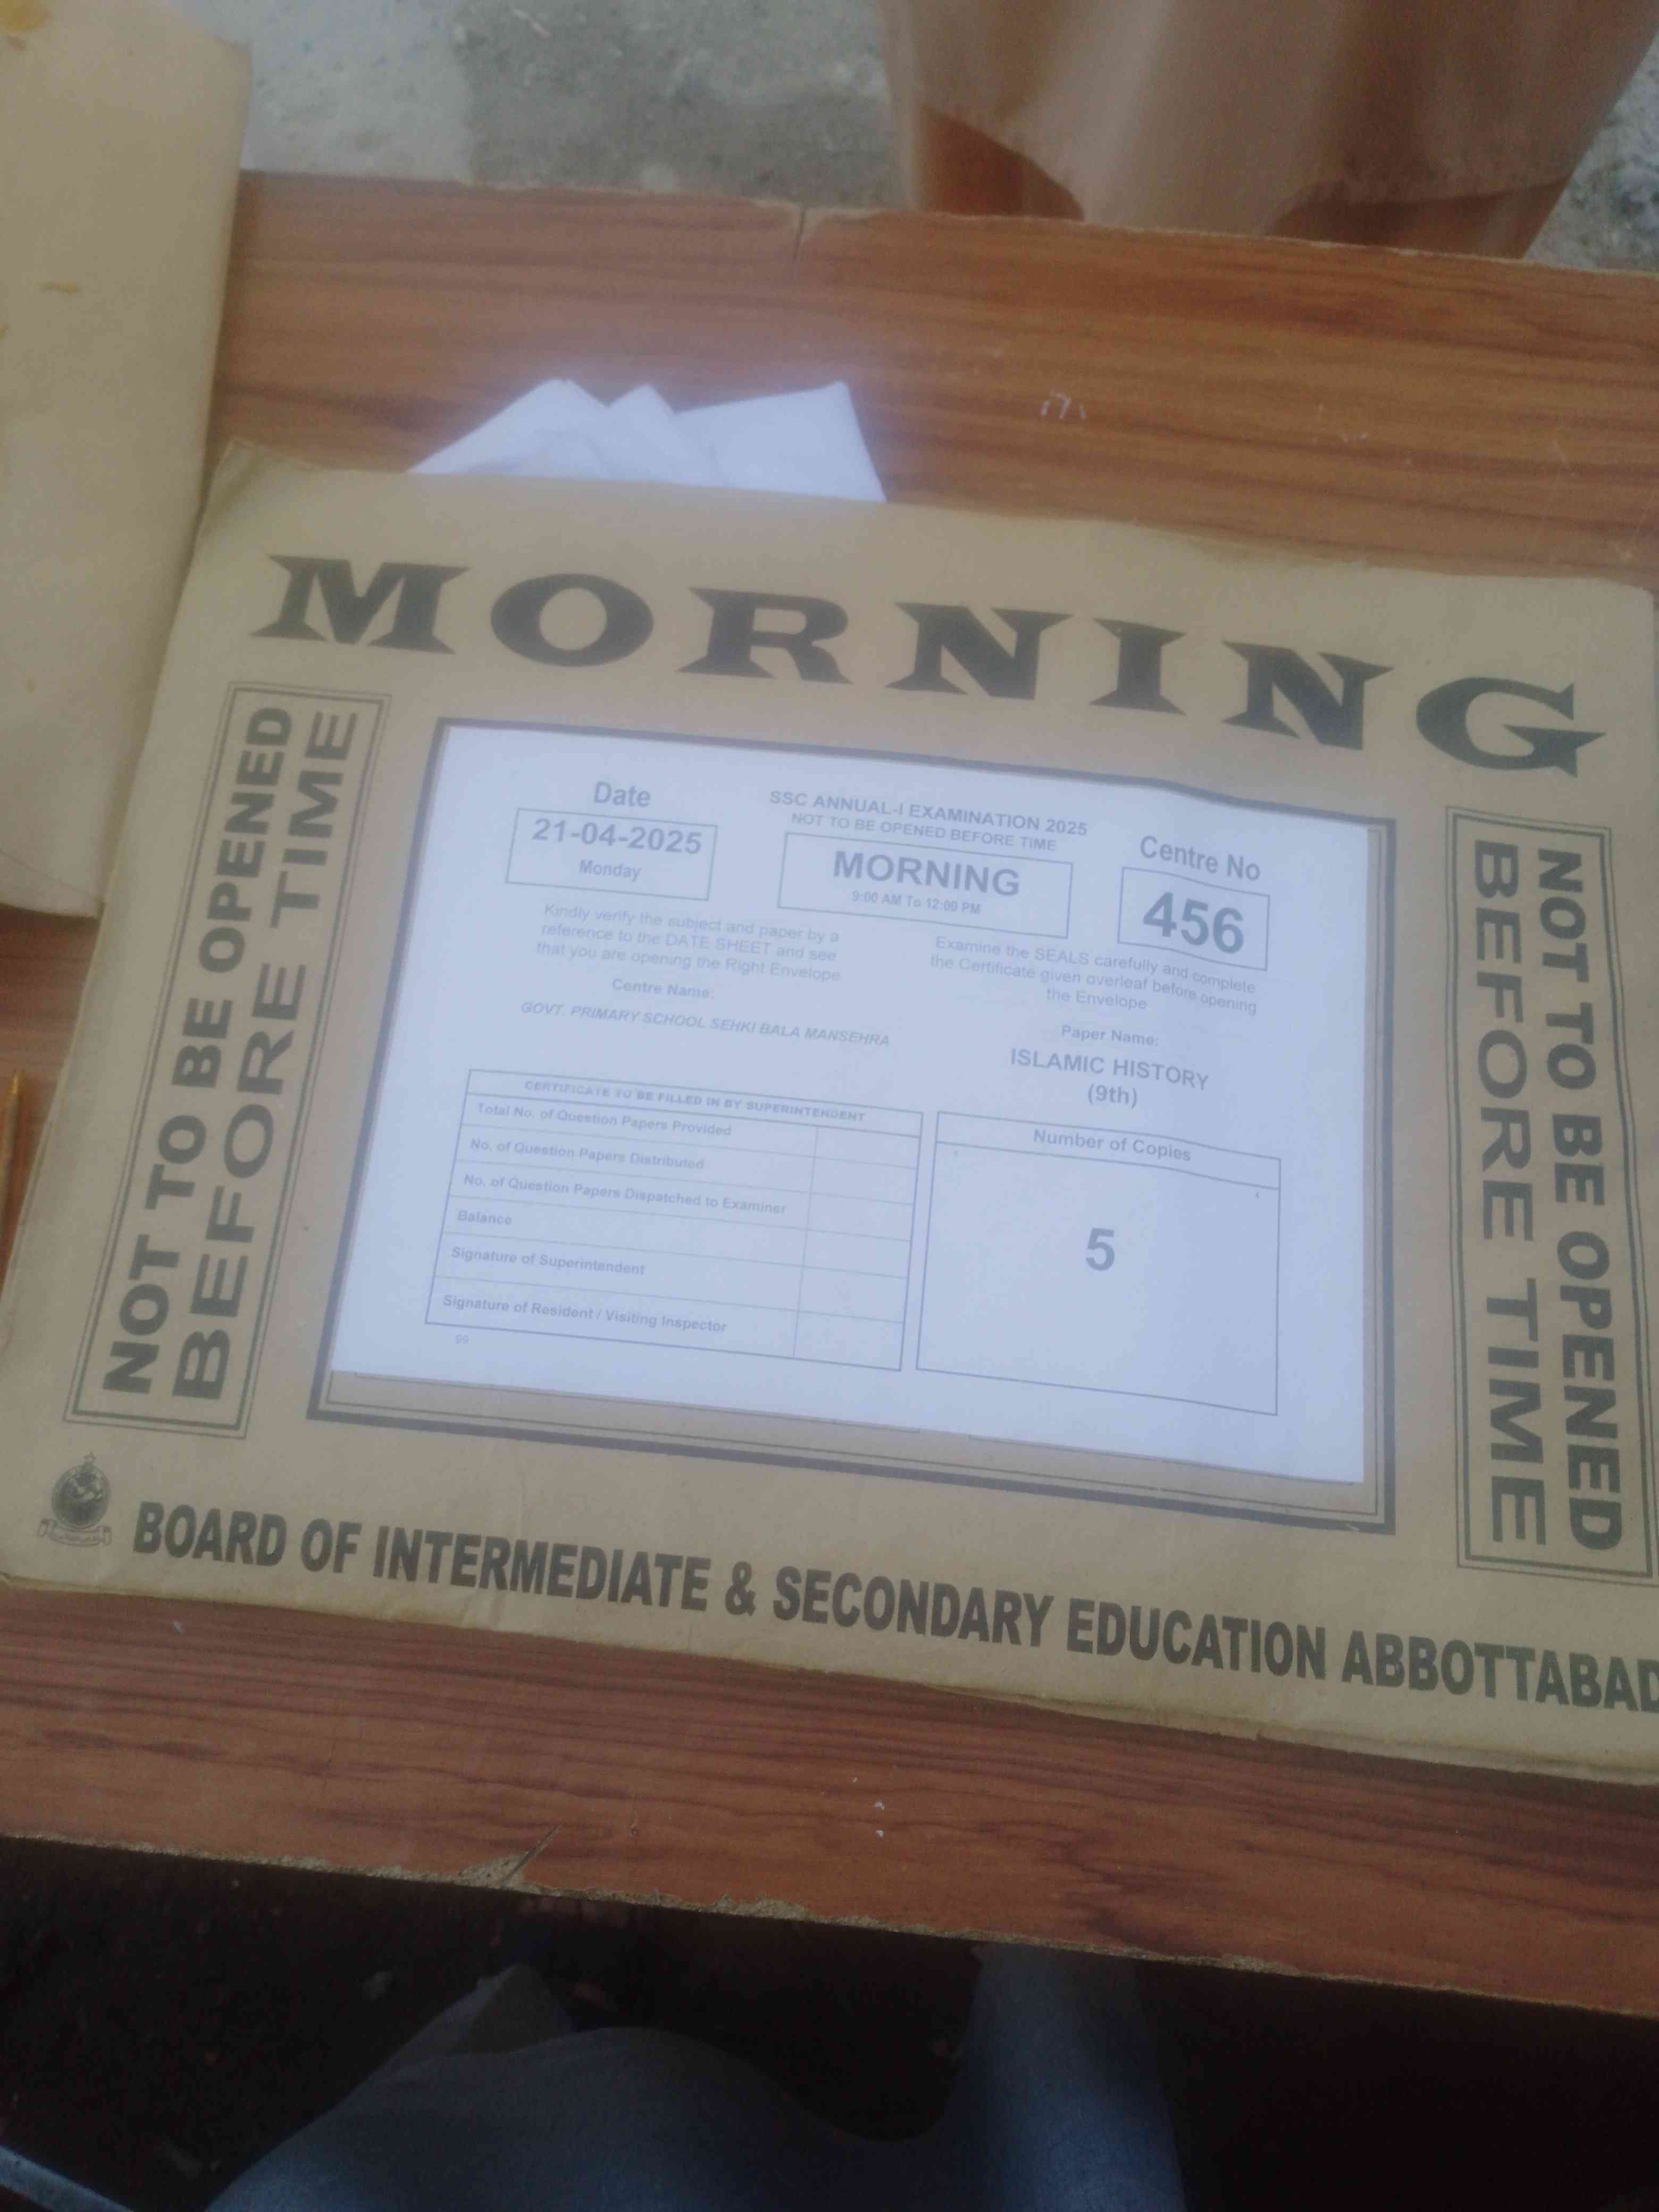 MORNING
NOT TO BE OPENED
BEFORE TIME
Date
21-04-2025
Monday
SSC ANNUAL-I EXAMINATION 2025
NOT TO BE OPENED BEFORE TIME
MORNING
9:00 AM To 12:00 PM
Centre No
456
Kindly verify the subject and paper by a
reference to the DATE SHEET and see
that you are opening the Right Envelope
Examine the SEALS carefully and complete
the Certificate given overleaf before opening
the Envelope
Centre Name:
GOVT. PRIMARY SCHOOL SEHKI BALA MANSEHRA
Paper Name:
ISLAMIC HISTORY
(9th)
CERTIFICATE TO BE FILLED IN BY SUPERINTENDENT
Total No. of Question Papers Provided
No. of Question Papers Distributed
No. of Question Papers Dispatched to Examiner
Balance
Signature of Superintendent
Signature of Resident / Visiting Inspector
99
Number of Copies
5
NOT TO BE OPENED
BEFORE TIME
BOARD OF INTERMEDIATE & SECONDARY EDUCATION ABBOTTABAD